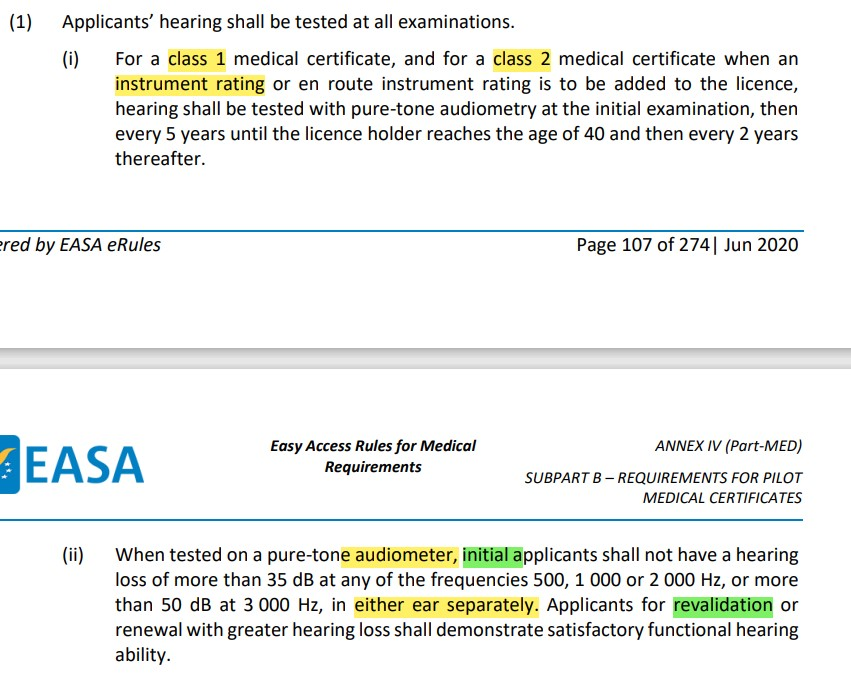 (1) Applicants’ hearing shall be tested at all examinations.
(i) For a class 1 medical certificate, and for a class 2 medical certificate when an
instrument rating or en route instrument rating is to be added to the licence,
hearing shall be tested with pure-tone audiometry at the initial examination, then
every 5 years until the licence holder reaches the age of 40 and then every 2 years
thereafter.
ered by EASA eRules Page 107 of 274| Jun 2020
EASA
Easy Access Rules for Medical
Requirements
ANNEX IV (Part-MED)
SUBPART B – REQUIREMENTS FOR PILOT
MEDICAL CERTIFICATES
(ii) When tested on a pure-tone audiometer, initial applicants shall not have a hearing
loss of more than 35 dB at any of the frequencies 500, 1 000 or 2 000 Hz, or more
than 50 dB at 3 000 Hz, in either ear separately. Applicants for revalidation or
renewal with greater hearing loss shall demonstrate satisfactory functional hearing
ability.